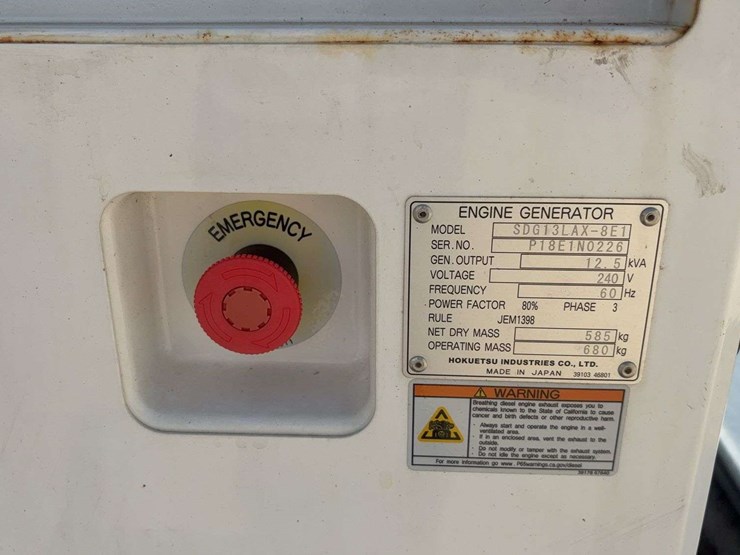 EMERGENCY
ENGINE GENERATOR
MODEL SDG13LAX-8E1
SER. NO. P18E1N0226
GEN. OUTPUT 12.5 kVA
VOLTAGE 240 V
FREQUENCY 60 Hz
POWER FACTOR 80% PHASE 3
RULE JEM1398
NET DRY MASS 585 kg
OPERATING MASS 680 kg
HOKUETSU INDUSTRIES CO., LTD.
MADE IN JAPAN 39103 46801
WARNING
Breathing diesel engine exhaust exposes you to
chemicals known to the State of California to cause
cancer and birth defects or other reproductive harm.
- Always start and operate the engine in a well-
ventilated area.
- If in an enclosed area, vent the exhaust to the
outside.
- Do not modify or tamper with the exhaust system.
- Do not idle the engine except as necessary.
For more information go www.P65warnings.ca.gov/diesel